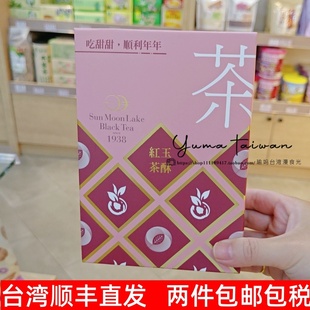 吃甜甜・順利年年
茶
Sun Moon Lake
Black Tea
1938
Yuma taiwan
紅玉
茶酥
台湾顺丰直发 两件包邮包税